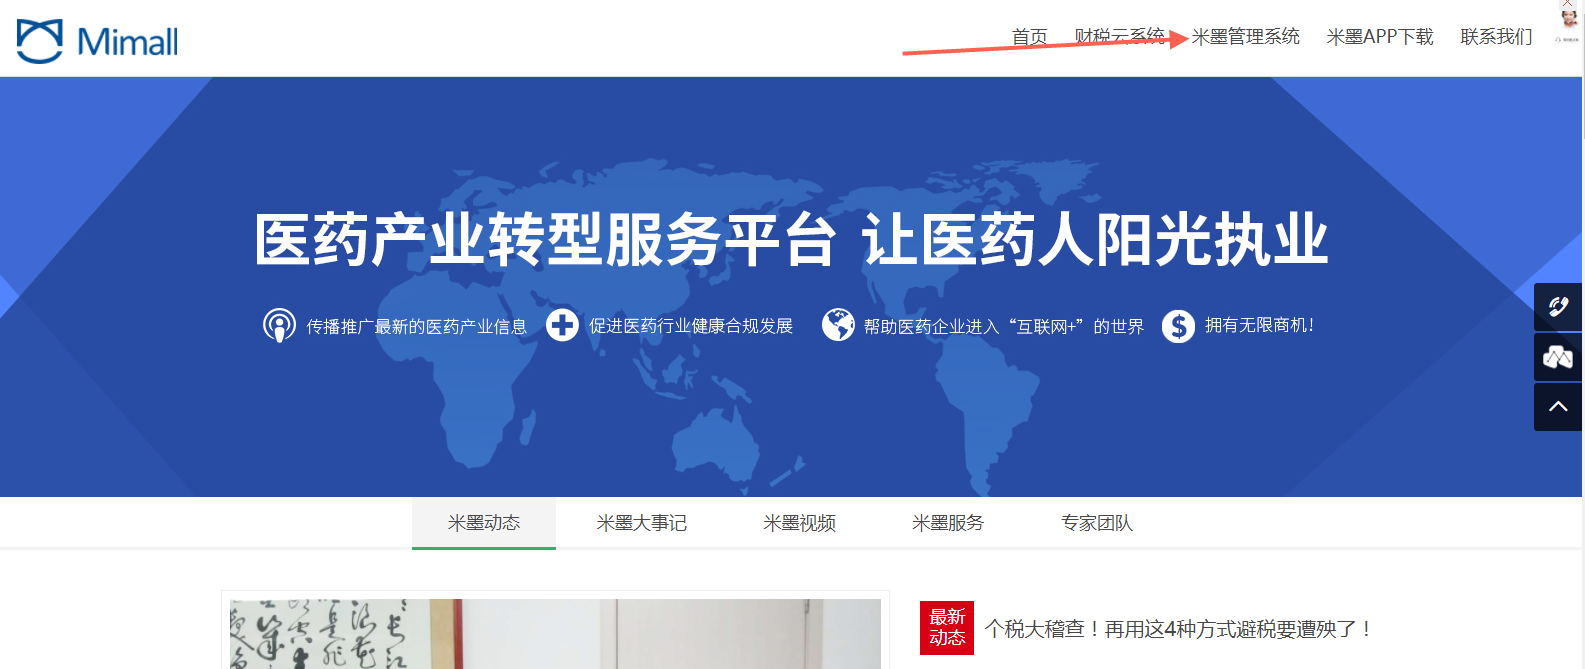 Mimall
首页 财税云系统 米墨管理系统 米墨APP下载 联系我们
医药产业转型服务平台 让医药人阳光执业
传播推广最新的医药产业信息 促进医药行业健康合规发展 帮助医药企业进入“互联网+”的世界 拥有无限商机!
米墨动态 米墨大事记 米墨视频 米墨服务 专家团队
最新
动态
个税大稽查！再用这4种方式避税要遭殃了！